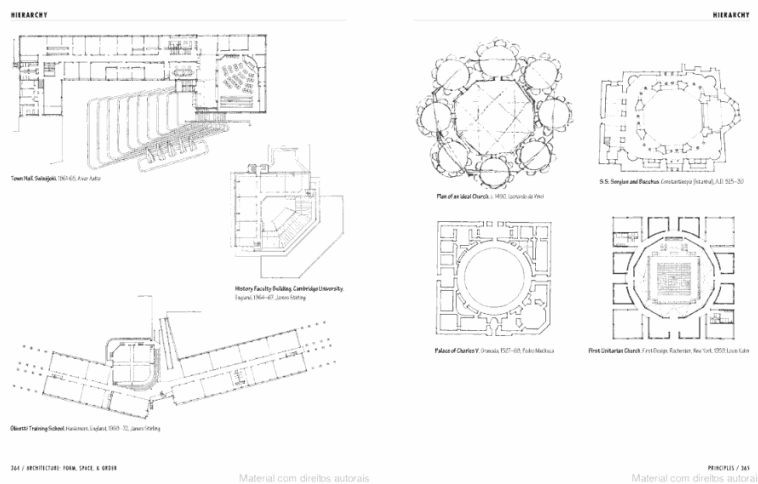 HIERARCHY
HIERARCHY
Town Hall, Seinäjoki, 1961–65, Alvar Aalto
Plan of an Ideal Church, c. 1490, Leonardo da Vinci
S.S. Sergius and Bacchus, Constantinople (Istanbul), A.D. 525–30
History Faculty Building, Cambridge University,
England, 1964–67, James Stirling
Palace of Charles V, Granada, 1527–68, Pedro Machuca
First Unitarian Church, First Design, Rochester, New York, 1959, Louis Kahn
Olivetti Training School, Haslemere, England, 1969–72, James Stirling
364 / ARCHITECTURE: FORM, SPACE, & ORDER
PRINCIPLES / 365
Material com direitos autorais
Material com direitos autorai